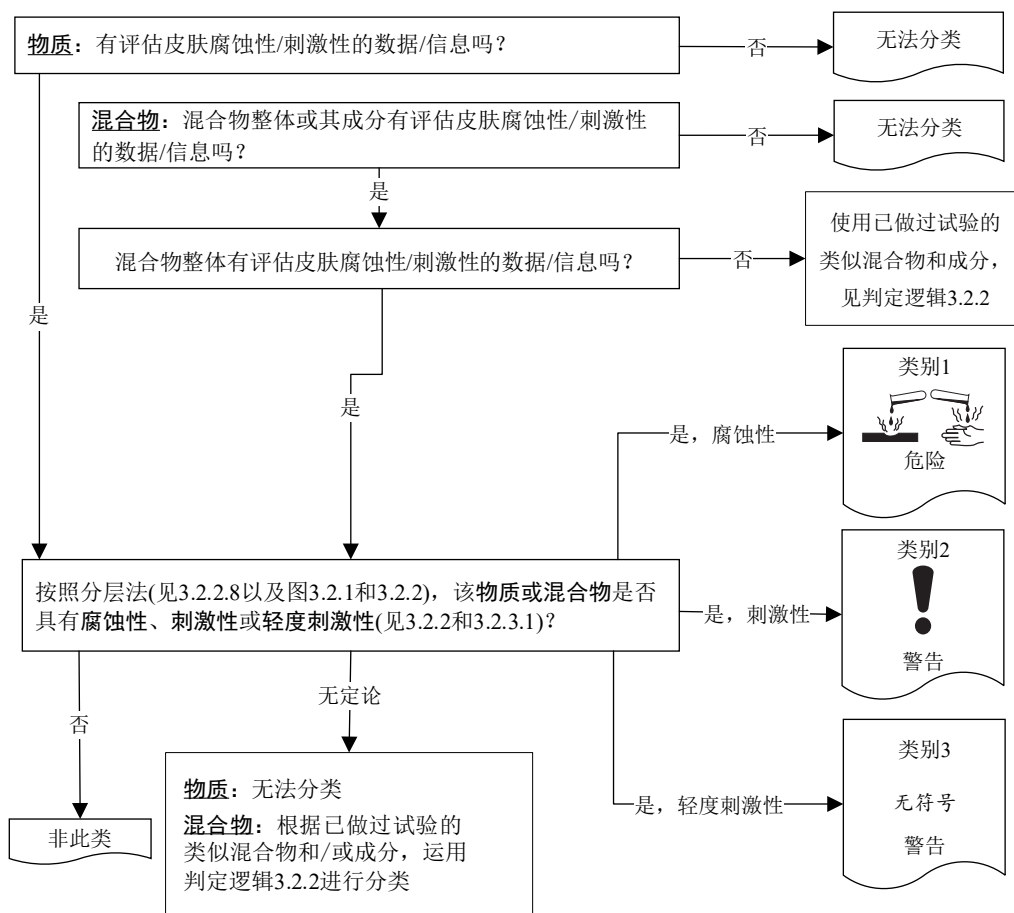 物质：有评估皮肤腐蚀性/刺激性的数据/信息吗？
否
无法分类
混合物：混合物整体或其成分有评估皮肤腐蚀性/刺激性
的数据/信息吗？
否
无法分类
是
混合物整体有评估皮肤腐蚀性/刺激性的数据/信息吗？
否
使用已做过试验的
类似混合物和成分，
见判定逻辑3.2.2
是
是
类别1
危险
是，腐蚀性
按照分层法(见3.2.2.8以及图3.2.1和3.2.2)，该物质或混合物是否
具有腐蚀性、刺激性或轻度刺激性(见3.2.2和3.2.3.1)？
是，刺激性
类别2
警告
否
无定论
是，轻度刺激性
类别3
无符号
警告
非此类
物质：无法分类
混合物：根据已做过试验的
类似混合物和/或成分，运用
判定逻辑3.2.2进行分类